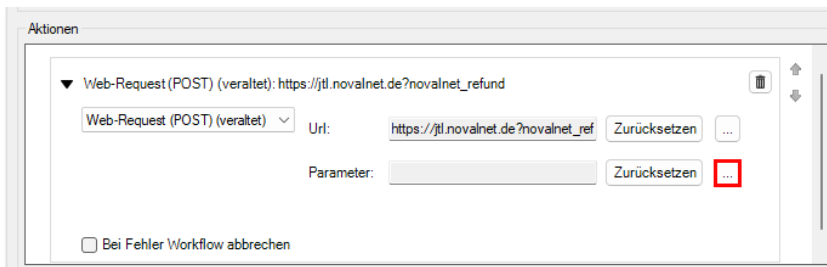 Aktionen
Web-Request (POST) (veraltet): https://jtl.novalnet.de?novalnet_refund
Web-Request (POST) (veraltet) Url: https://jtl.novalnet.de?novalnet_ref Zurücksetzen ...
Parameter: Zurücksetzen ...
Bei Fehler Workflow abbrechen